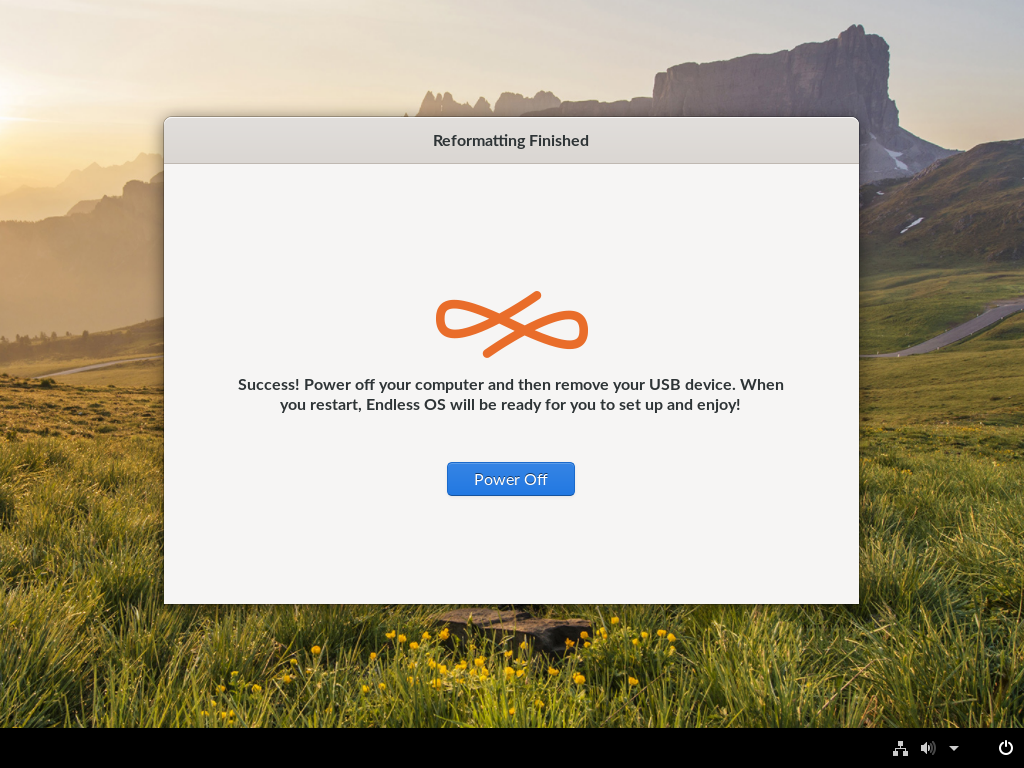 Reformatting Finished
Success! Power off your computer and then remove your USB device. When
you restart, Endless OS will be ready for you to set up and enjoy!
Power Off